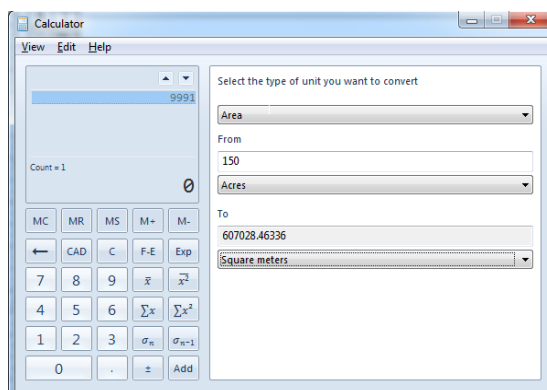 Calculator
View Edit Help
9991
Count = 1
0
MC MR MS M+ M-
← CAD C F-E Exp
7 8 9 x̄ x̄²
4 5 6 ∑x ∑x²
1 2 3 σn σn-1
0 . ± Add
Select the type of unit you want to convert
Area
From
150
Acres
To
607028.46336
Square meters